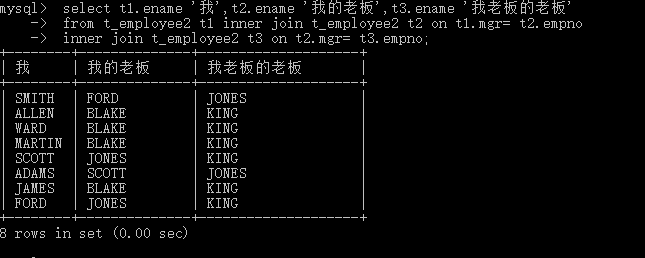 mysql>  select t1.ename '我',t2.ename '我的老板',t3.ename '我老板的老板'
    ->  from t_employee2 t1 inner join t_employee2 t2 on t1.mgr= t2.empno
    ->  inner join t_employee2 t3 on t2.mgr= t3.empno;
+--------+--------------+--------------------+
| 我     | 我的老板     | 我老板的老板       |
+--------+--------------+--------------------+
| SMITH  | FORD         | JONES              |
| ALLEN  | BLAKE        | KING               |
| WARD   | BLAKE        | KING               |
| MARTIN | BLAKE        | KING               |
| SCOTT  | JONES        | KING               |
| ADAMS  | SCOTT        | JONES              |
| JAMES  | BLAKE        | KING               |
| FORD   | JONES        | KING               |
+--------+--------------+--------------------+
8 rows in set (0.00 sec)